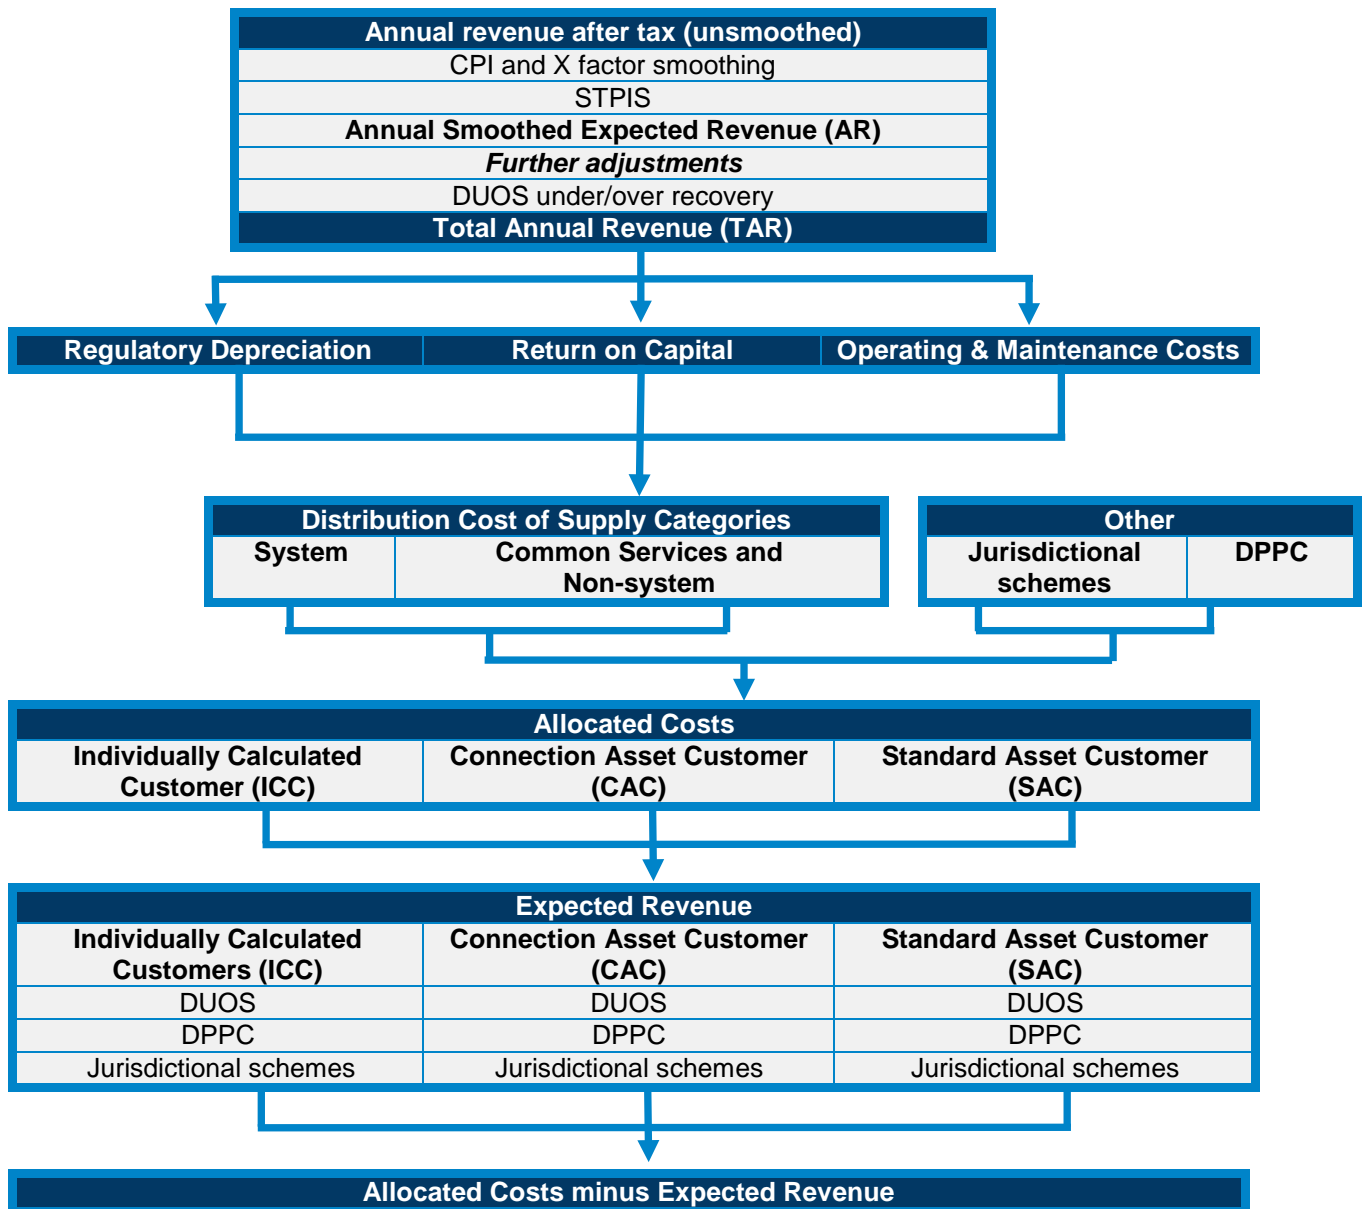 Annual revenue after tax (unsmoothed)
CPI and X factor smoothing
STPIS
Annual Smoothed Expected Revenue (AR)
Further adjustments
DUOS under/over recovery
Total Annual Revenue (TAR)
Regulatory Depreciation
Return on Capital
Operating & Maintenance Costs
Distribution Cost of Supply Categories
System
Common Services and
Non-system
Other
Jurisdictional
schemes
DPPC
Allocated Costs
Individually Calculated
Customer (ICC)
Connection Asset Customer
(CAC)
Standard Asset Customer
(SAC)
Expected Revenue
Individually Calculated
Customers (ICC)
Connection Asset Customer
(CAC)
Standard Asset Customer
(SAC)
DUOS
DUOS
DUOS
DPPC
DPPC
DPPC
Jurisdictional schemes
Jurisdictional schemes
Jurisdictional schemes
Allocated Costs minus Expected Revenue